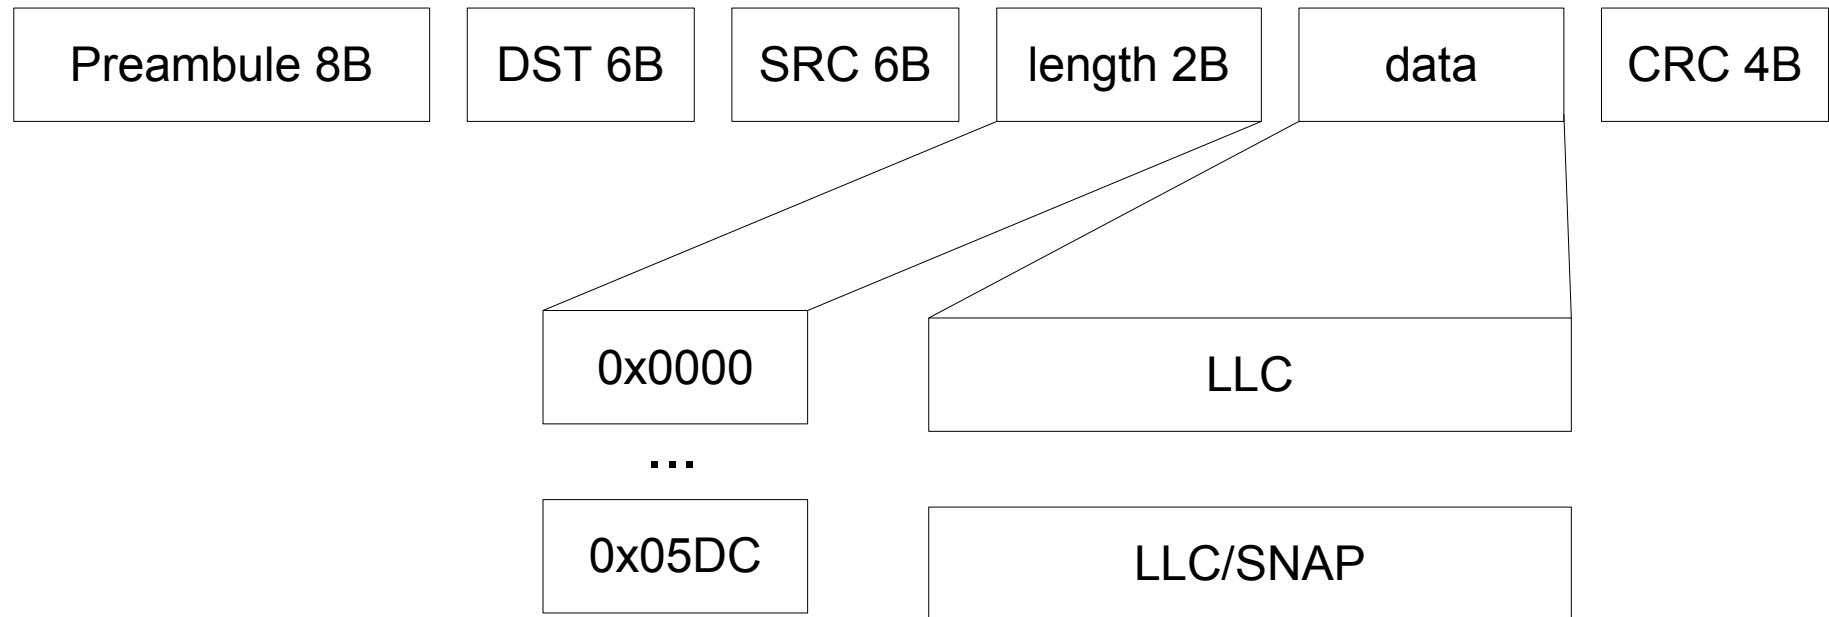 Preambule 8B
DST 6B
SRC 6B
length 2B
data
CRC 4B
0x0000
LLC
...
0x05DC
LLC/SNAP